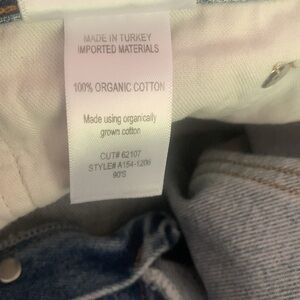 MADE IN TURKEY
IMPORTED MATERIALS
100% ORGANIC COTTON
Made using organically
grown cotton
CUT# 62107
STYLE# A154-1206
90'S